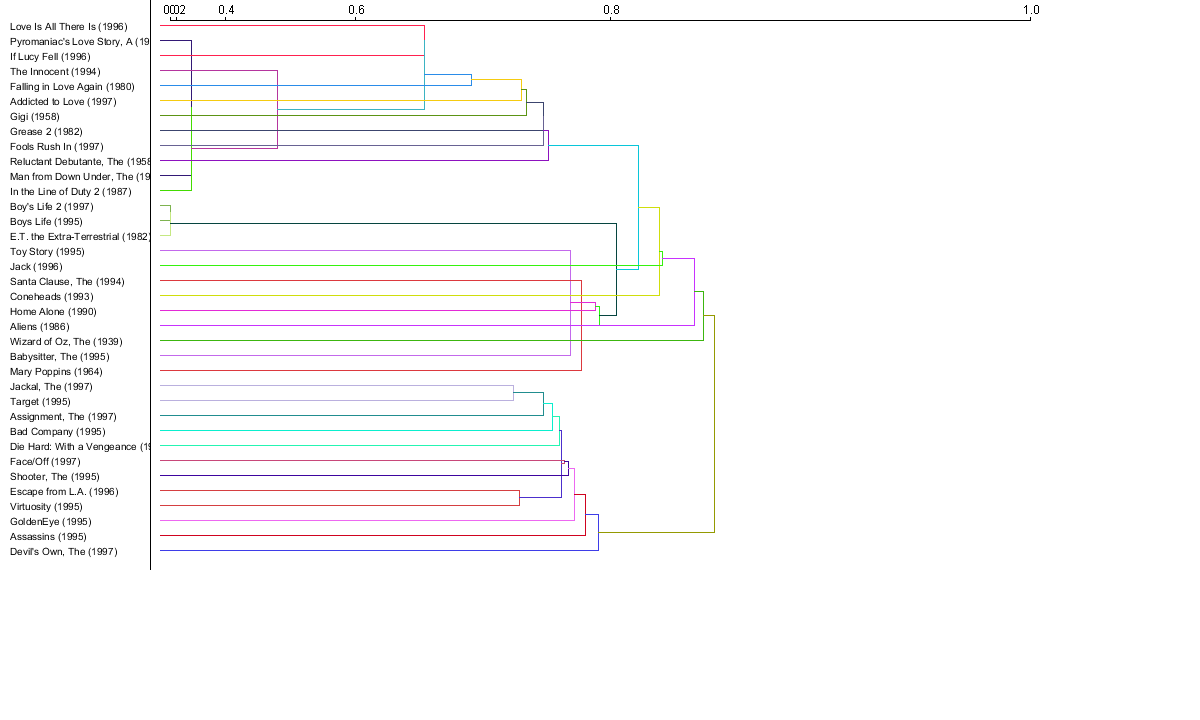 0 0.2 0.4 0.6 0.8 1.0
Love Is All There Is (1996)
Pyromaniac's Love Story, A (19
If Lucy Fell (1996)
The Innocent (1994)
Falling in Love Again (1980)
Addicted to Love (1997)
Gigi (1958)
Grease 2 (1982)
Fools Rush In (1997)
Reluctant Debutante, The (1958
Man from Down Under, The (19
In the Line of Duty 2 (1987)
Boy's Life 2 (1997)
Boys Life (1995)
E.T. the Extra-Terrestrial (1982)
Toy Story (1995)
Jack (1996)
Santa Clause, The (1994)
Coneheads (1993)
Home Alone (1990)
Aliens (1986)
Wizard of Oz, The (1939)
Babysitter, The (1995)
Mary Poppins (1964)
Jackal, The (1997)
Target (1995)
Assignment, The (1997)
Bad Company (1995)
Die Hard: With a Vengeance (19
Face/Off (1997)
Shooter, The (1995)
Escape from L.A. (1996)
Virtuosity (1995)
GoldenEye (1995)
Assassins (1995)
Devil's Own, The (1997)